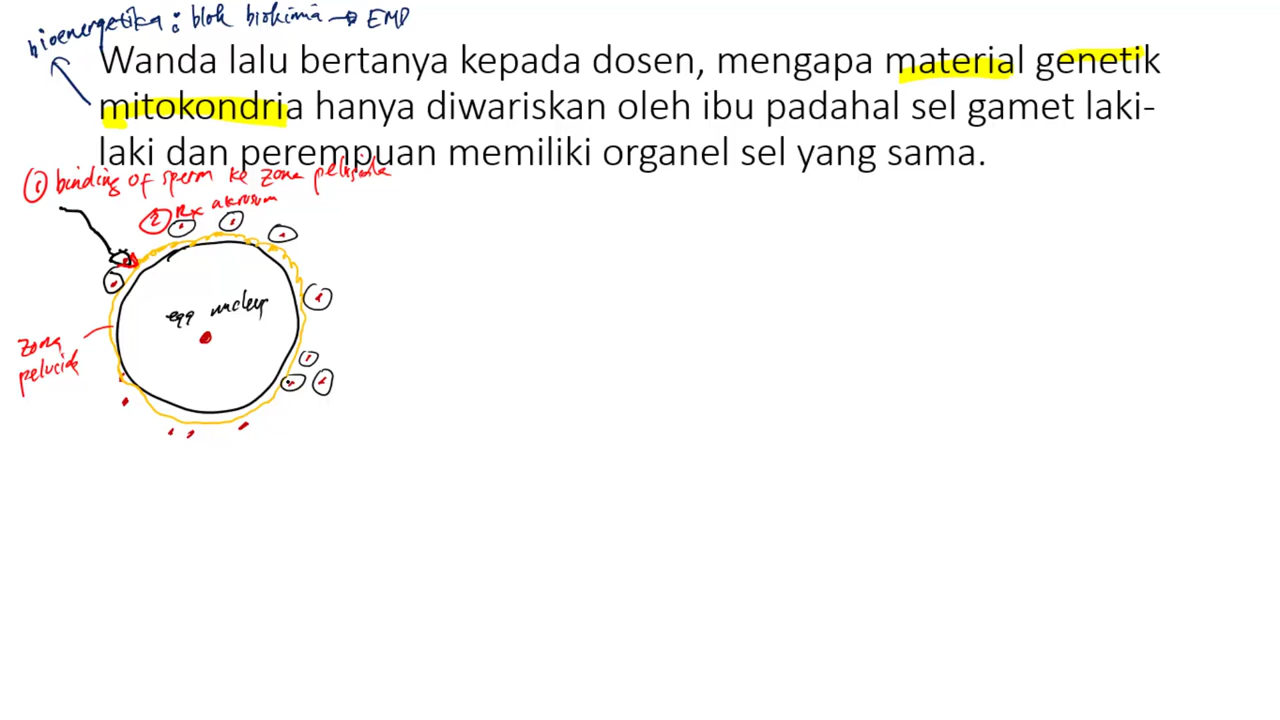 bioenergetika : blok biokimia → EMD
Wanda lalu bertanya kepada dosen, mengapa material genetik
mitokondria hanya diwariskan oleh ibu padahal sel gamet laki-
laki dan perempuan memiliki organel sel yang sama.
① binding of sperm ke zona pelusida
② Rx akrosom
egg nucleus
zona
pelucida